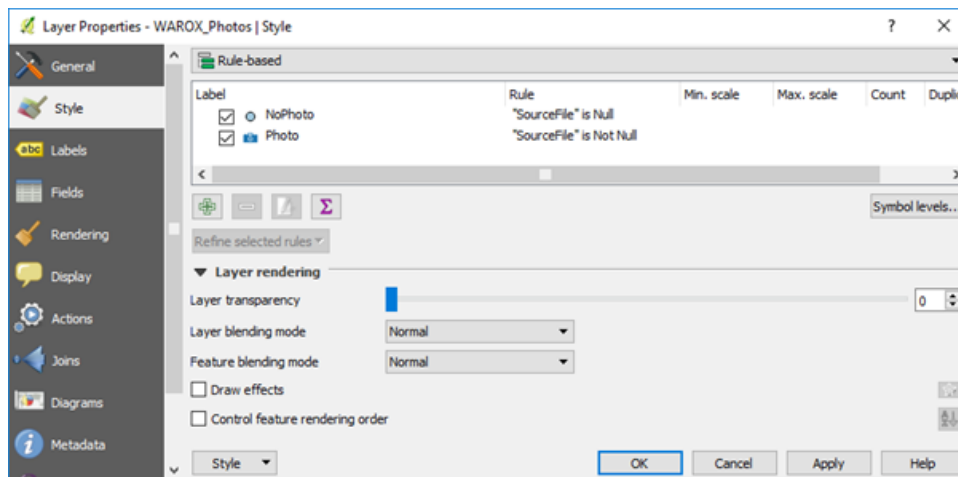 Layer Properties - WAROX_Photos | Style
General
Style
abc Labels
Fields
Rendering
Display
Actions
Joins
Diagrams
Metadata
Rule-based
Label Rule Min. scale Max. scale Count Duplic
NoPhoto "SourceFile" is Null
Photo "SourceFile" is Not Null
Σ
Symbol levels...
Refine selected rules
Layer rendering
Layer transparency 0
Layer blending mode Normal
Feature blending mode Normal
Draw effects
Control feature rendering order
Style OK Cancel Apply Help